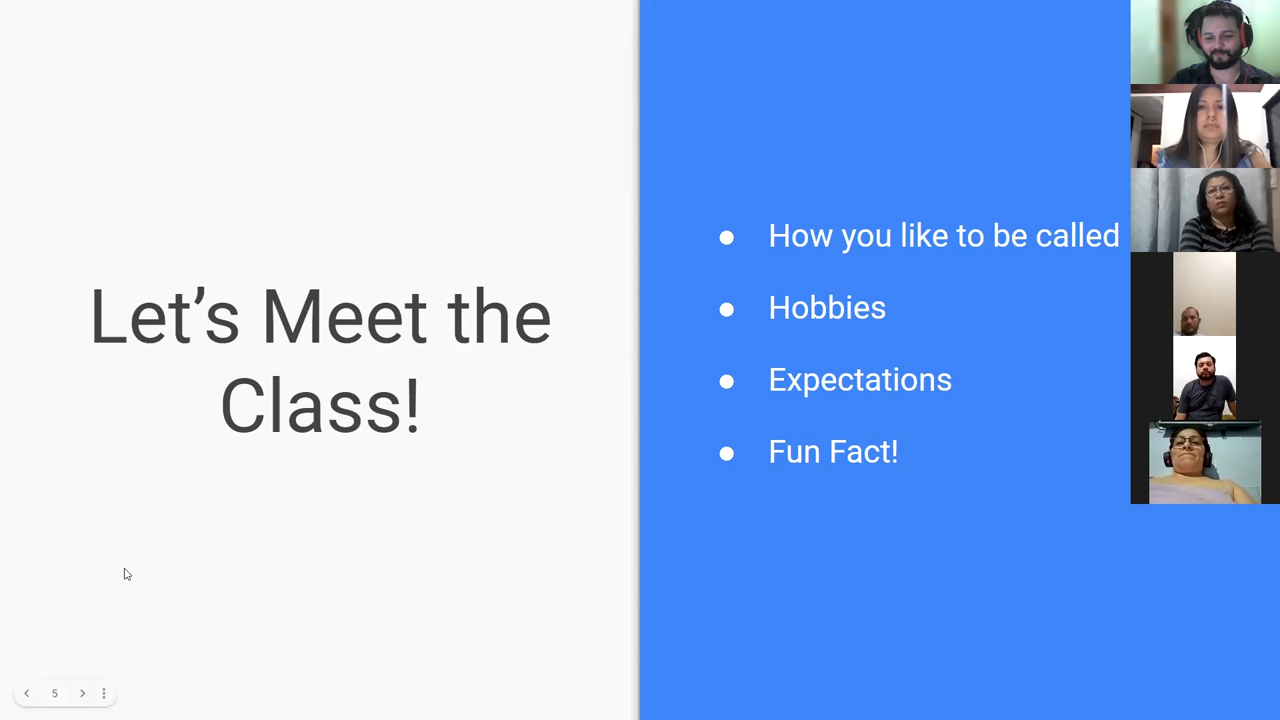 Let’s Meet the
Class!
How you like to be called
Hobbies
Expectations
Fun Fact!
5